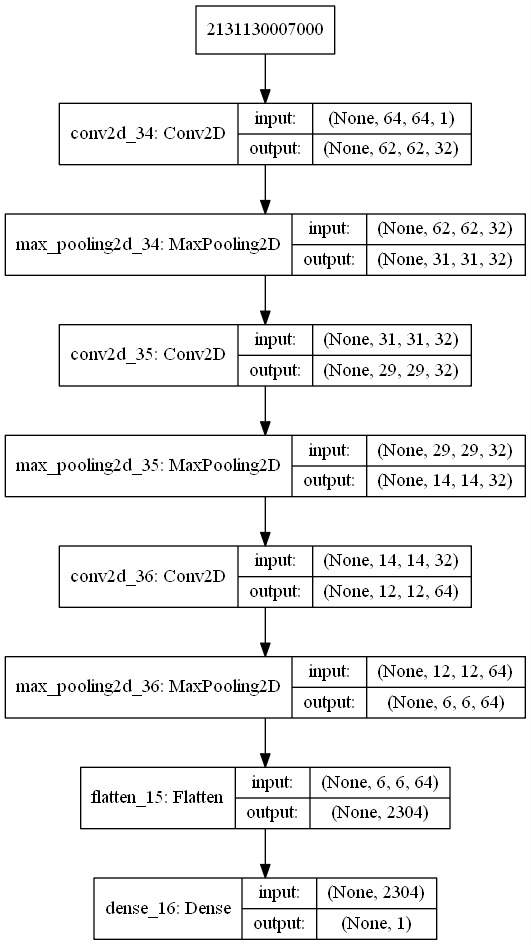 2131130007000
conv2d_34: Conv2D
input:
(None, 64, 64, 1)
output:
(None, 62, 62, 32)
max_pooling2d_34: MaxPooling2D
input:
(None, 62, 62, 32)
output:
(None, 31, 31, 32)
conv2d_35: Conv2D
input:
(None, 31, 31, 32)
output:
(None, 29, 29, 32)
max_pooling2d_35: MaxPooling2D
input:
(None, 29, 29, 32)
output:
(None, 14, 14, 32)
conv2d_36: Conv2D
input:
(None, 14, 14, 32)
output:
(None, 12, 12, 64)
max_pooling2d_36: MaxPooling2D
input:
(None, 12, 12, 64)
output:
(None, 6, 6, 64)
flatten_15: Flatten
input:
(None, 6, 6, 64)
output:
(None, 2304)
dense_16: Dense
input:
(None, 2304)
output:
(None, 1)